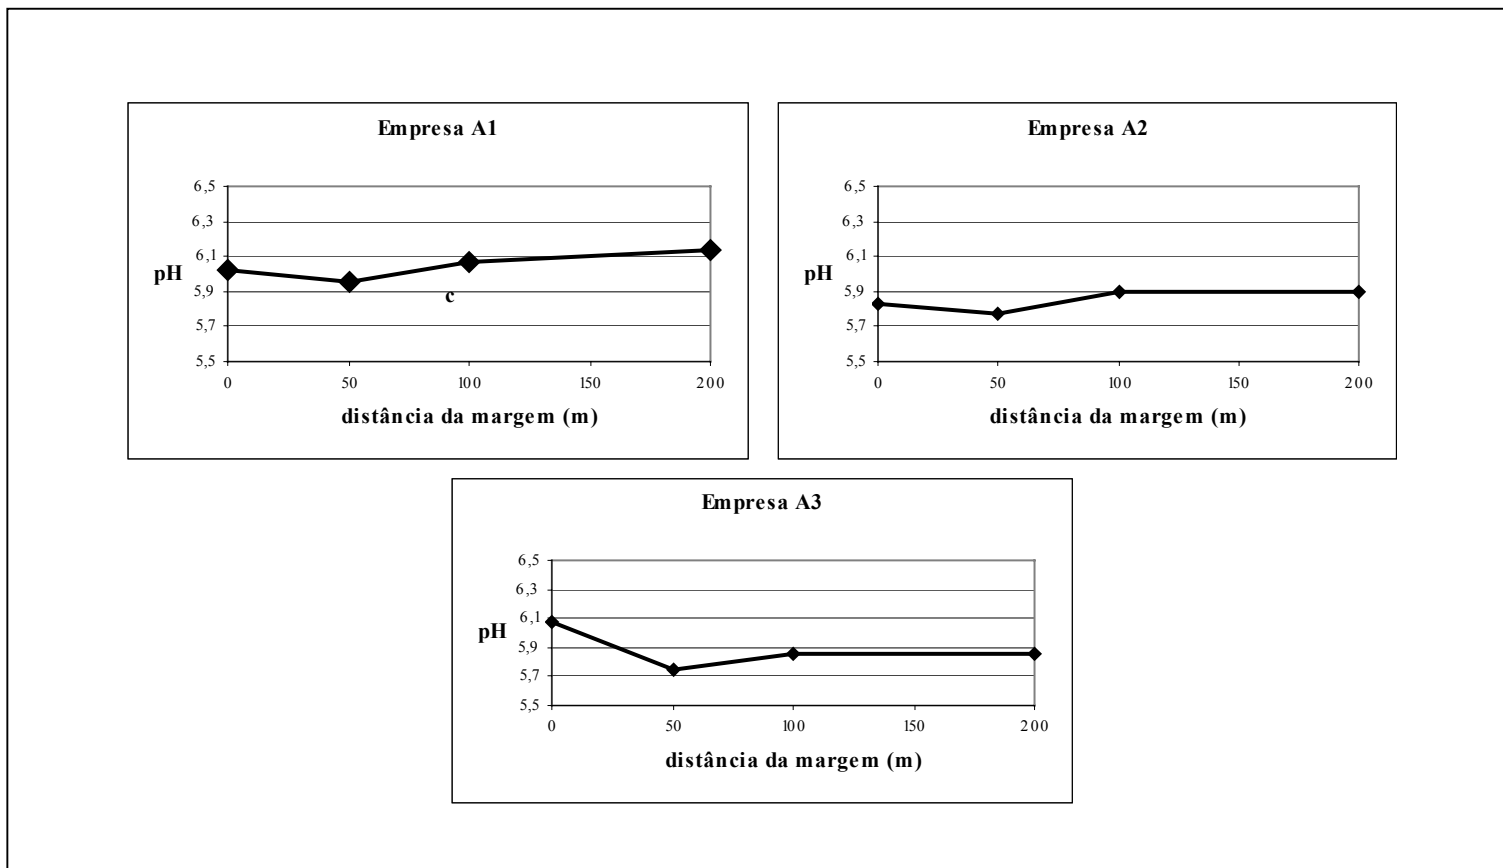 Empresa A1
6,5
6,3
6,1
pH
5,9
c
5,7
5,5
0 50 100 150 200
distância da margem (m)
Empresa A2
6,5
6,3
6,1
pH
5,9
5,7
5,5
0 50 100 150 200
distância da margem (m)
Empresa A3
6,5
6,3
6,1
pH
5,9
5,7
5,5
0 50 100 150 200
distância da margem (m)